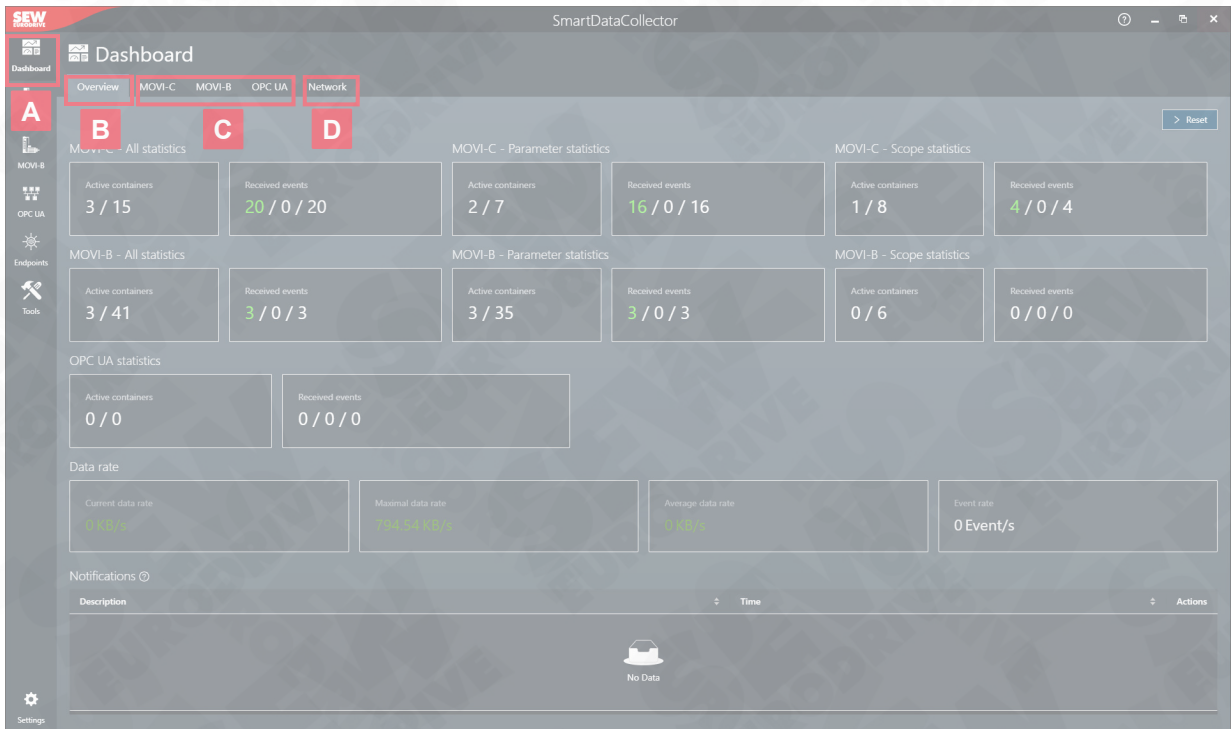 SEW
EURODRIVE
SmartDataCollector
Dashboard
Dashboard
Overview MOVI-C MOVI-B OPC UA Network
A
B
C
D
> Reset
MOVI-C - All statistics
MOVI-C - Parameter statistics
MOVI-C - Scope statistics
Active containers
3 / 15
Received events
20 / 0 / 20
Active containers
2 / 7
Received events
16 / 0 / 16
Active containers
1 / 8
Received events
4 / 0 / 4
MOVI-B
OPC UA
Endpoints
Tools
MOVI-B - All statistics
MOVI-B - Parameter statistics
MOVI-B - Scope statistics
Active containers
3 / 41
Received events
3 / 0 / 3
Active containers
3 / 35
Received events
3 / 0 / 3
Active containers
0 / 6
Received events
0 / 0 / 0
OPC UA statistics
Active containers
0 / 0
Received events
0 / 0 / 0
Data rate
Current data rate
0 KB/s
Maximal data rate
794.54 KB/s
Average data rate
0 KB/s
Event rate
0 Event/s
Notifications
Description Time Actions
No Data
Settings